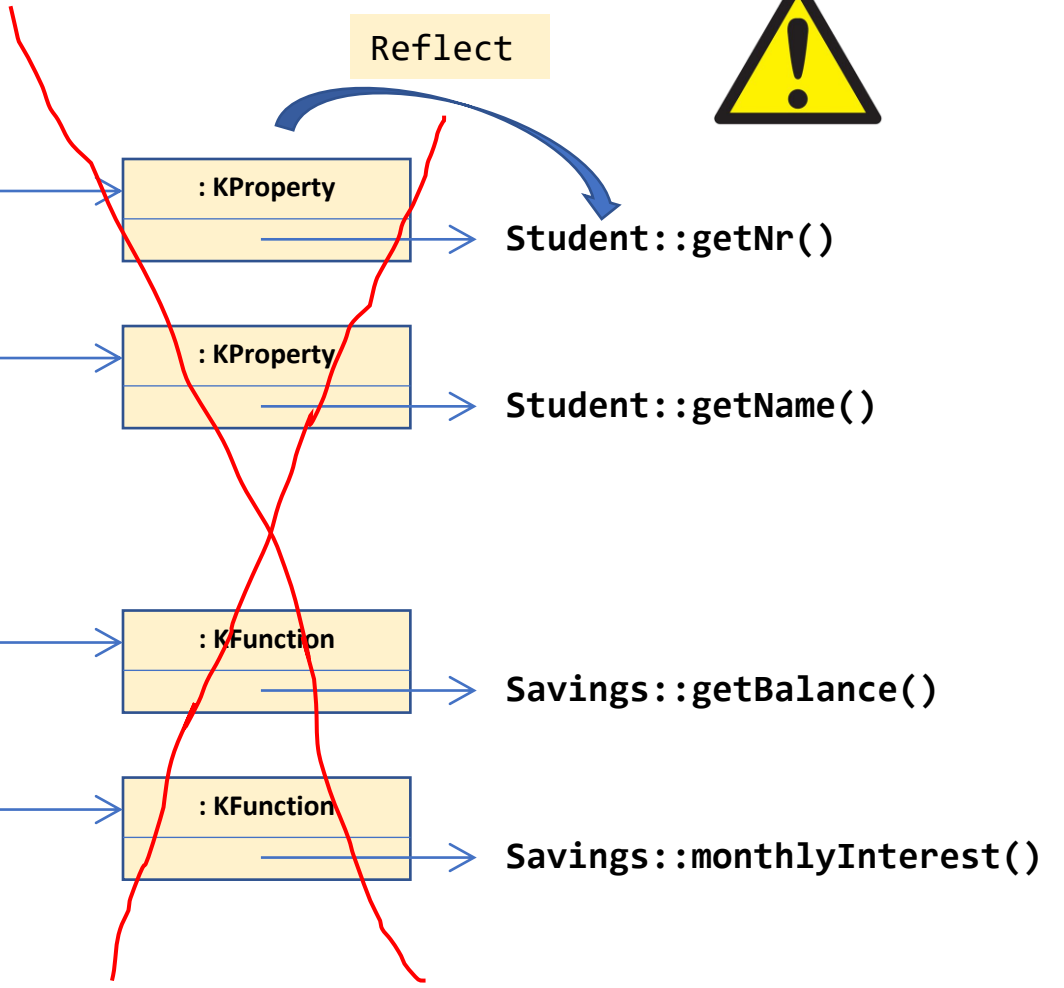 Reflect
: KProperty
Student::getNr()
: KProperty
Student::getName()
: KFunction
Savings::getBalance()
: KFunction
Savings::monthlyInterest()